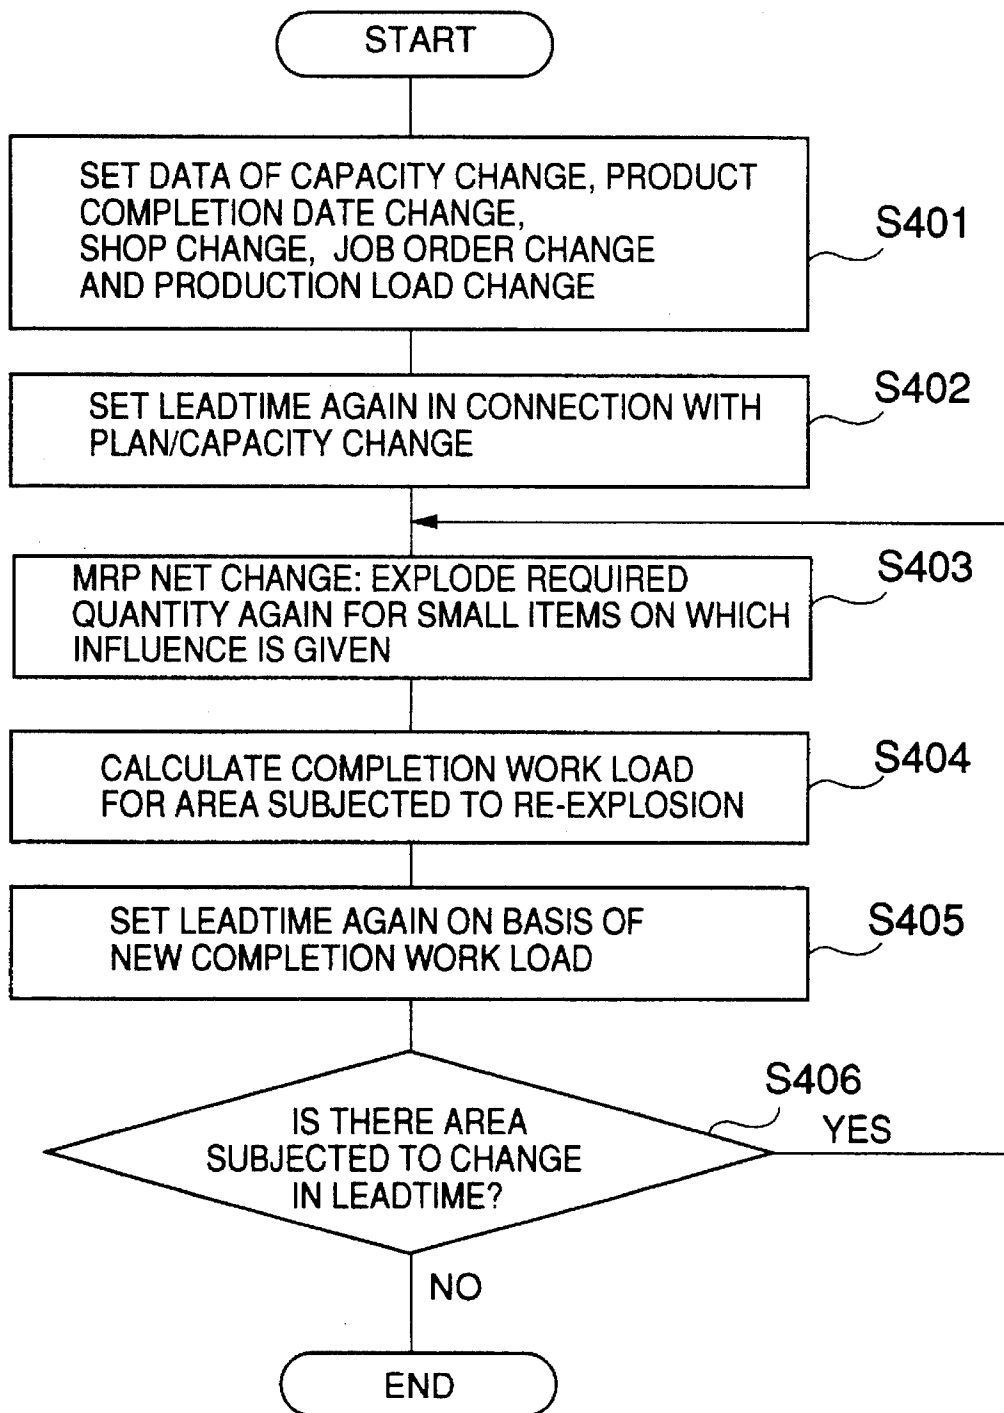 START
SET DATA OF CAPACITY CHANGE, PRODUCT
COMPLETION DATE CHANGE,
SHOP CHANGE, JOB ORDER CHANGE
AND PRODUCTION LOAD CHANGE
S401
SET LEADTIME AGAIN IN CONNECTION WITH
PLAN/CAPACITY CHANGE
S402
MRP NET CHANGE: EXPLODE REQUIRED
QUANTITY AGAIN FOR SMALL ITEMS ON WHICH
INFLUENCE IS GIVEN
S403
CALCULATE COMPLETION WORK LOAD
FOR AREA SUBJECTED TO RE-EXPLOSION
S404
SET LEADTIME AGAIN ON BASIS OF
NEW COMPLETION WORK LOAD
S405
IS THERE AREA
SUBJECTED TO CHANGE
IN LEADTIME?
S406
YES
NO
END